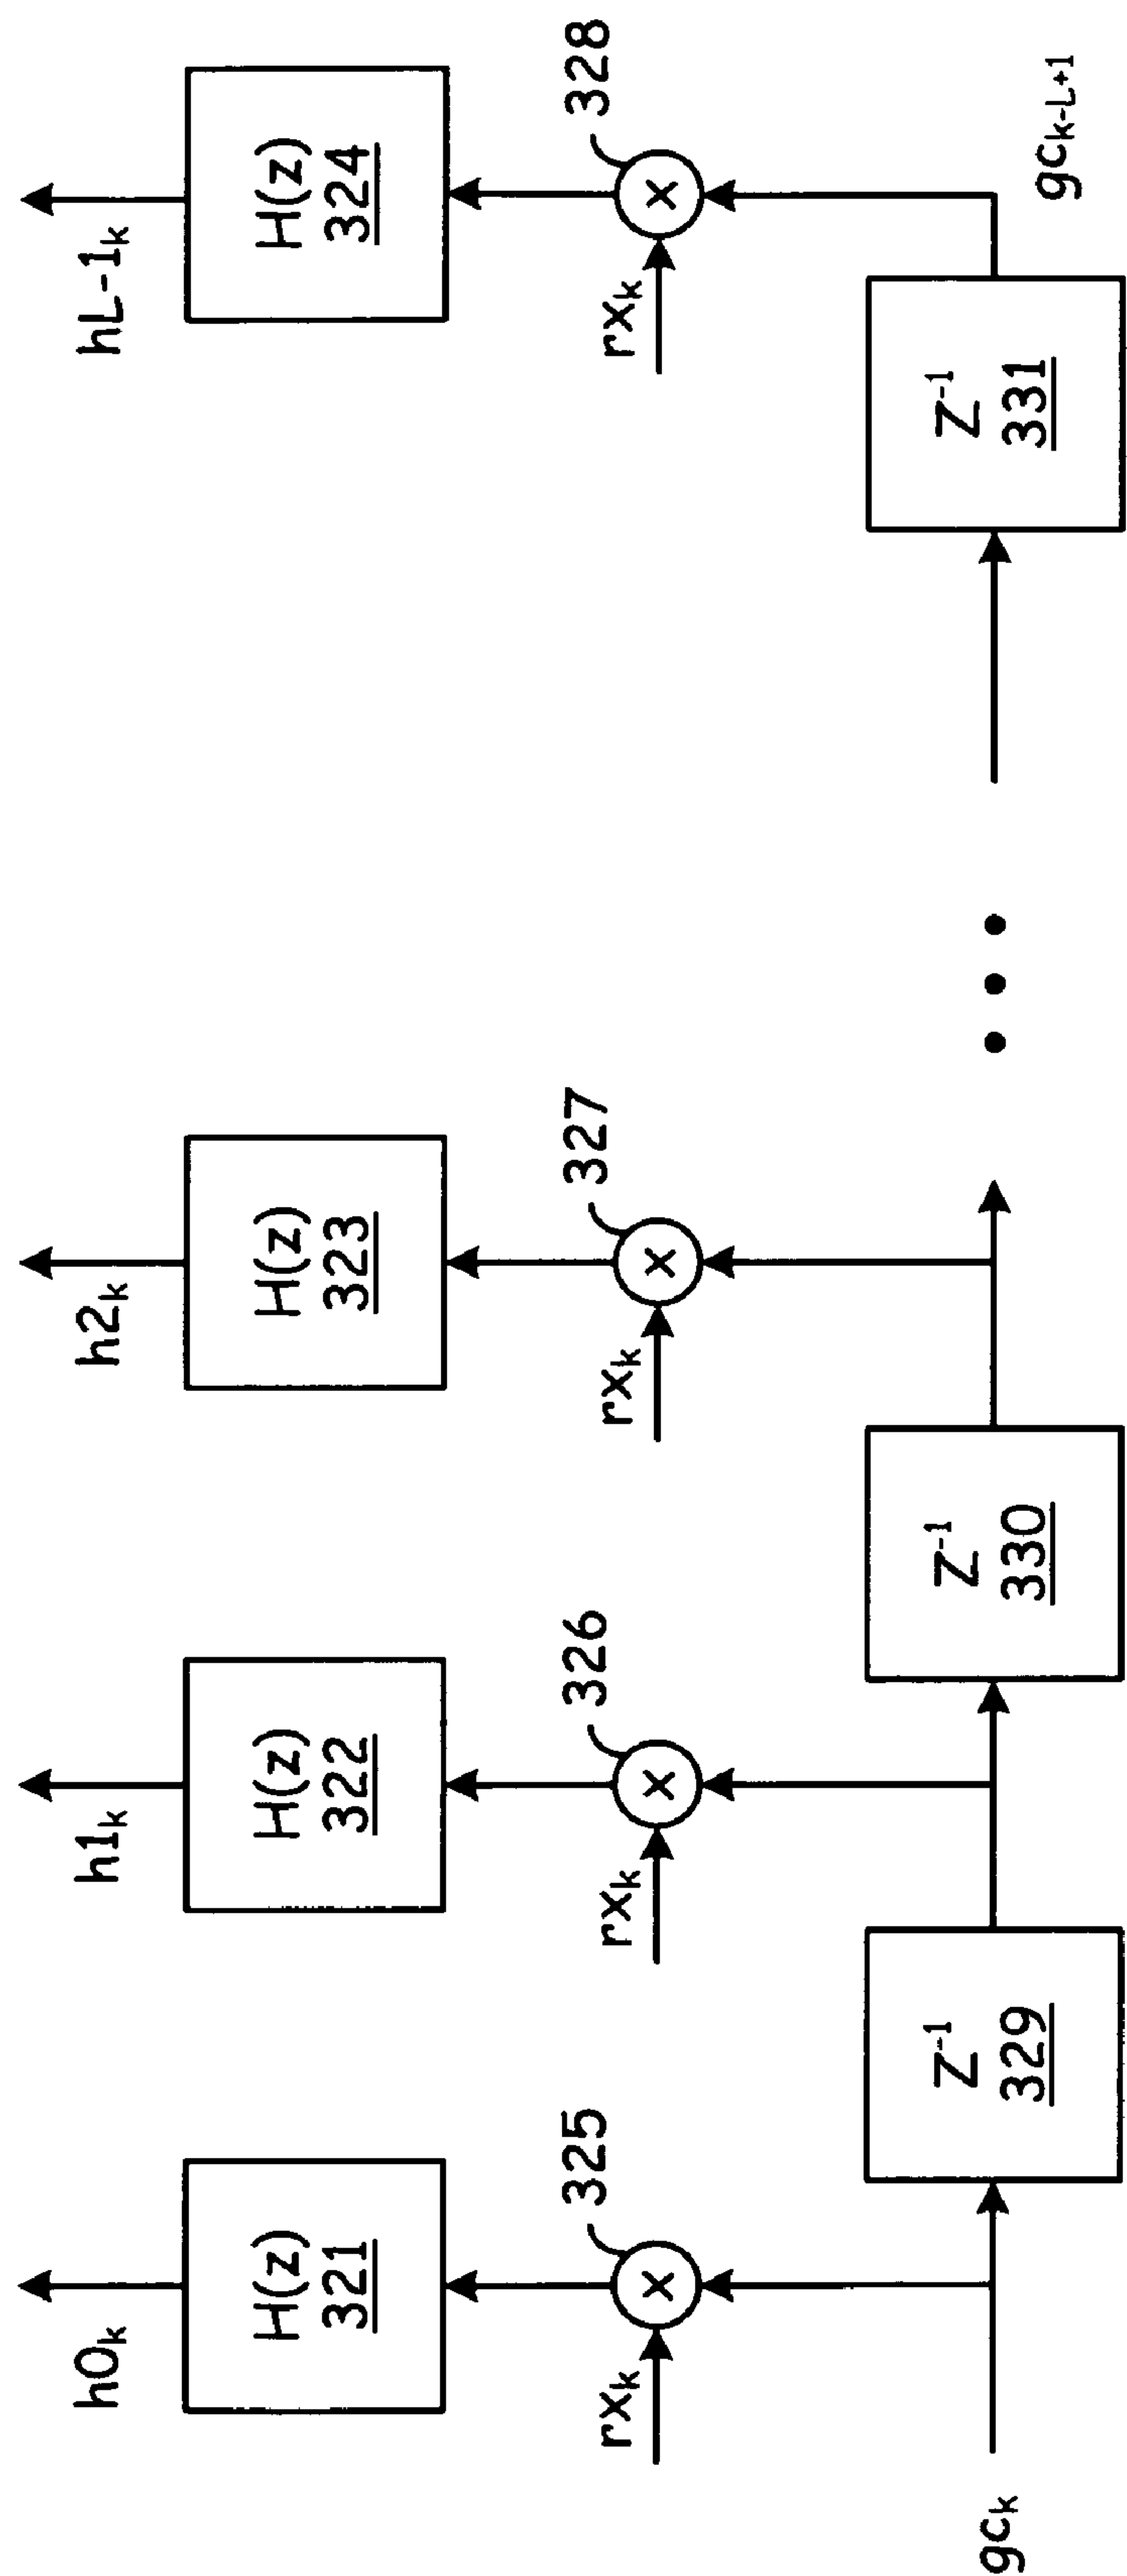 h0ₖ
h1ₖ
h2ₖ
hL-1ₖ
H(z)
321
H(z)
322
H(z)
323
H(z)
324
325
326
327
328
rxₖ
x
rxₖ
x
rxₖ
x
rxₖ
x
Z⁻¹
329
Z⁻¹
330
Z⁻¹
331
gcₖ
gcₖ₋L₊₁